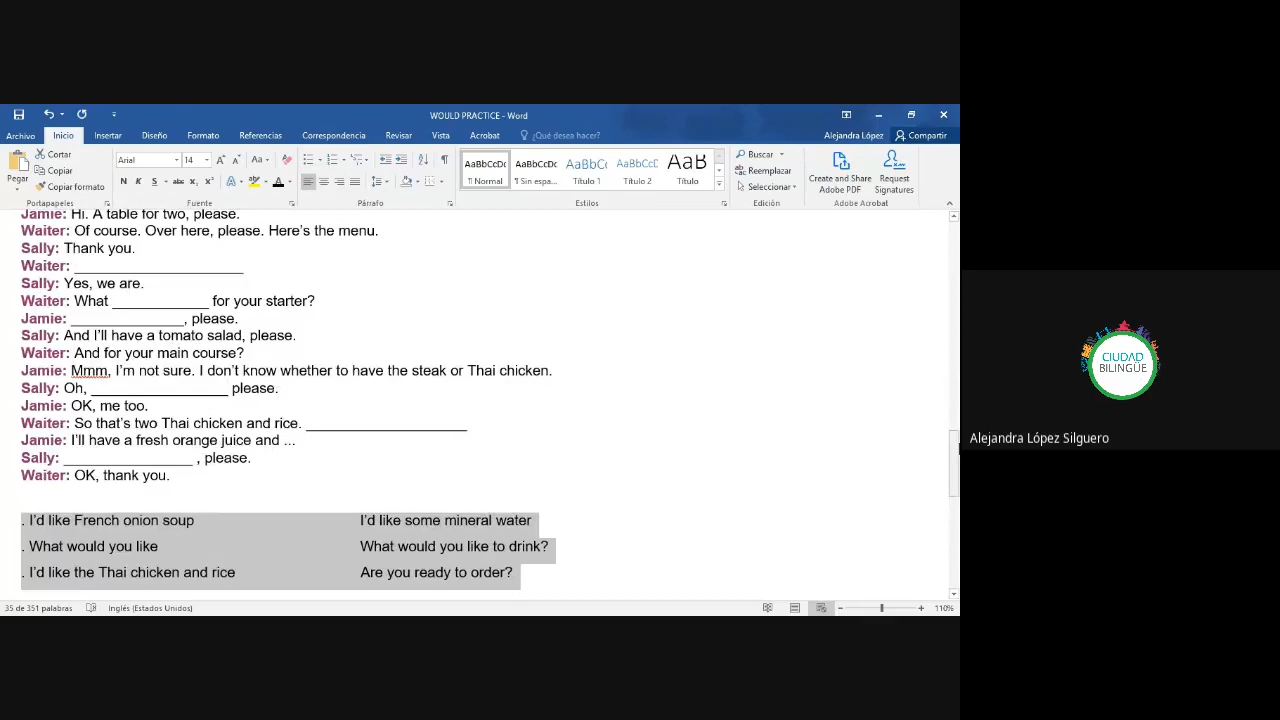 WOULD PRACTICE - Word
Archivo Inicio Insertar Diseño Formato Referencias Correspondencia Revisar Vista Acrobat ¿Qué desea hacer? Alejandra López Compartir
Pegar
Cortar
Copiar
Copiar formato
Portapapeles
Arial 14
N K S abc x₂ x²
Fuente
Párrafo
AaBbCcDc AaBbCcDc AaBbCc AaBbCcD AaB
¶ Normal ¶ Sin espa... Título 1 Título 2 Título
Estilos
Buscar
Reemplazar
Seleccionar
Edición
Create and Share Adobe PDF
Request Signatures
Adobe Acrobat
Jamie: Hi. A table for two, please.
Waiter: Of course. Over here, please. Here's the menu.
Sally: Thank you.
Waiter: ____________________
Sally: Yes, we are.
Waiter: What ____________ for your starter?
Jamie: ______________, please.
Sally: And I'll have a tomato salad, please.
Waiter: And for your main course?
Jamie: Mmm, I'm not sure. I don't know whether to have the steak or Thai chicken.
Sally: Oh, _________________ please.
Jamie: OK, me too.
Waiter: So that's two Thai chicken and rice. ____________________
Jamie: I'll have a fresh orange juice and ...
Sally: ________________ , please.
Waiter: OK, thank you.
. I'd like French onion soup I'd like some mineral water
. What would you like What would you like to drink?
. I'd like the Thai chicken and rice Are you ready to order?
35 de 351 palabras Inglés (Estados Unidos) 110%
CIUDAD
BILINGÜE
Alejandra López Silguero